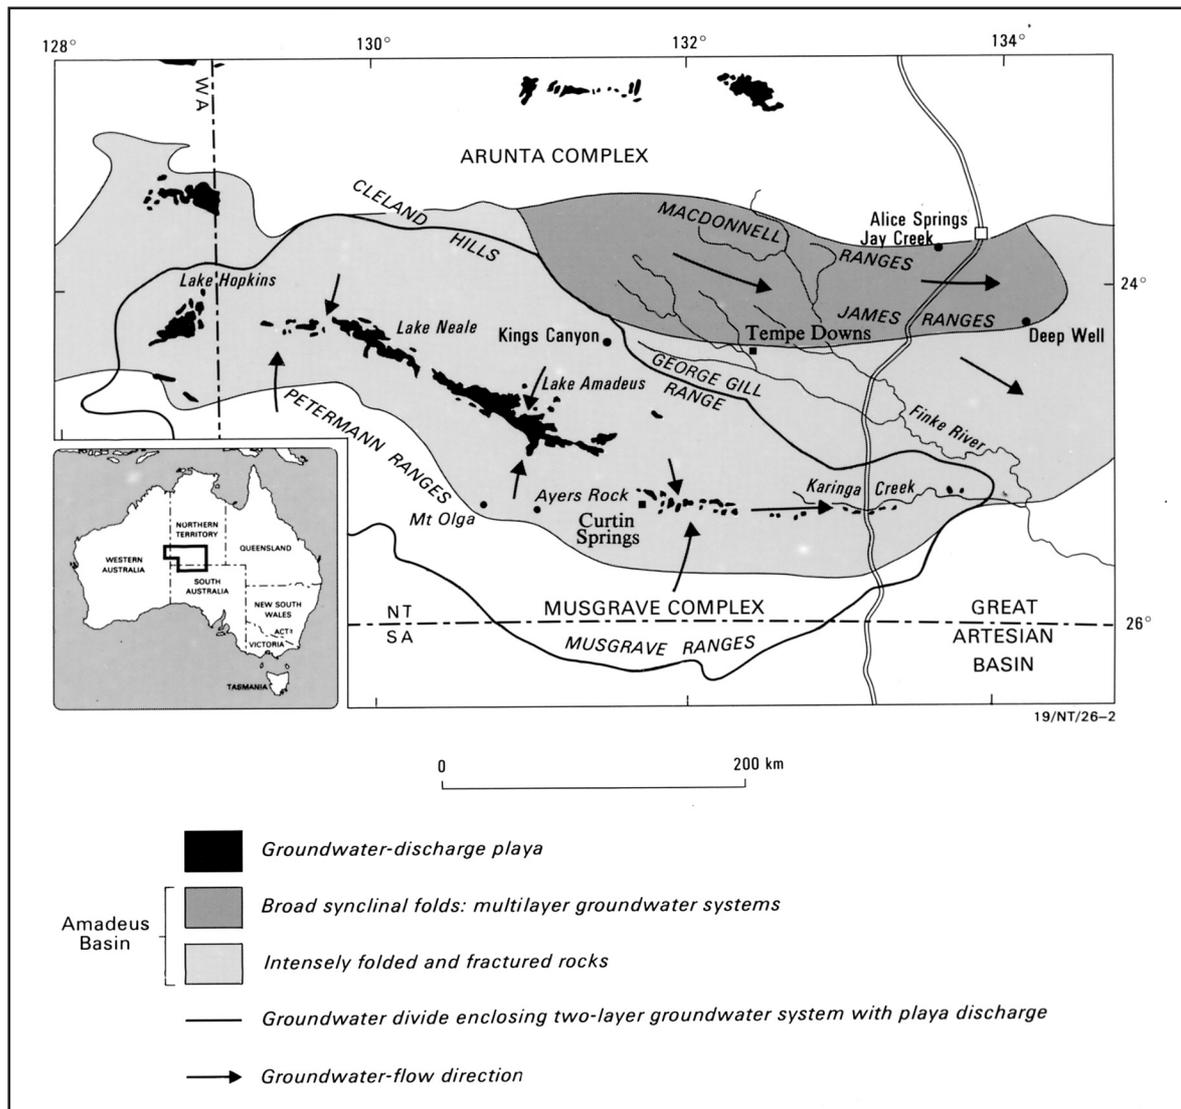 128°
130°
132°
134°
WA
ARUNTA COMPLEX
CLELAND
HILLS
MACDONNELL
RANGES
Alice Springs
Jay Creek
24°
Lake Hopkins
Lake Neale
Kings Canyon
JAMES RANGES
Tempe Downs
Deep Well
GEORGE GILL
RANGE
Lake Amadeus
PETERMANN RANGES
Finke River
Mt Olga
Ayers Rock
Curtin
Springs
Karinga Creek
NORTHERN
TERRITORY
WESTERN
AUSTRALIA
QUEENSLAND
SOUTH
AUSTRALIA
NEW SOUTH
WALES
ACT
VICTORIA
TASMANIA
NT
SA
MUSGRAVE COMPLEX
MUSGRAVE RANGES
GREAT
ARTESIAN
BASIN
26°
19/NT/26–2
0 200 km
Groundwater-discharge playa
Amadeus
Basin
Broad synclinal folds: multilayer groundwater systems
Intensely folded and fractured rocks
Groundwater divide enclosing two-layer groundwater system with playa discharge
Groundwater-flow direction